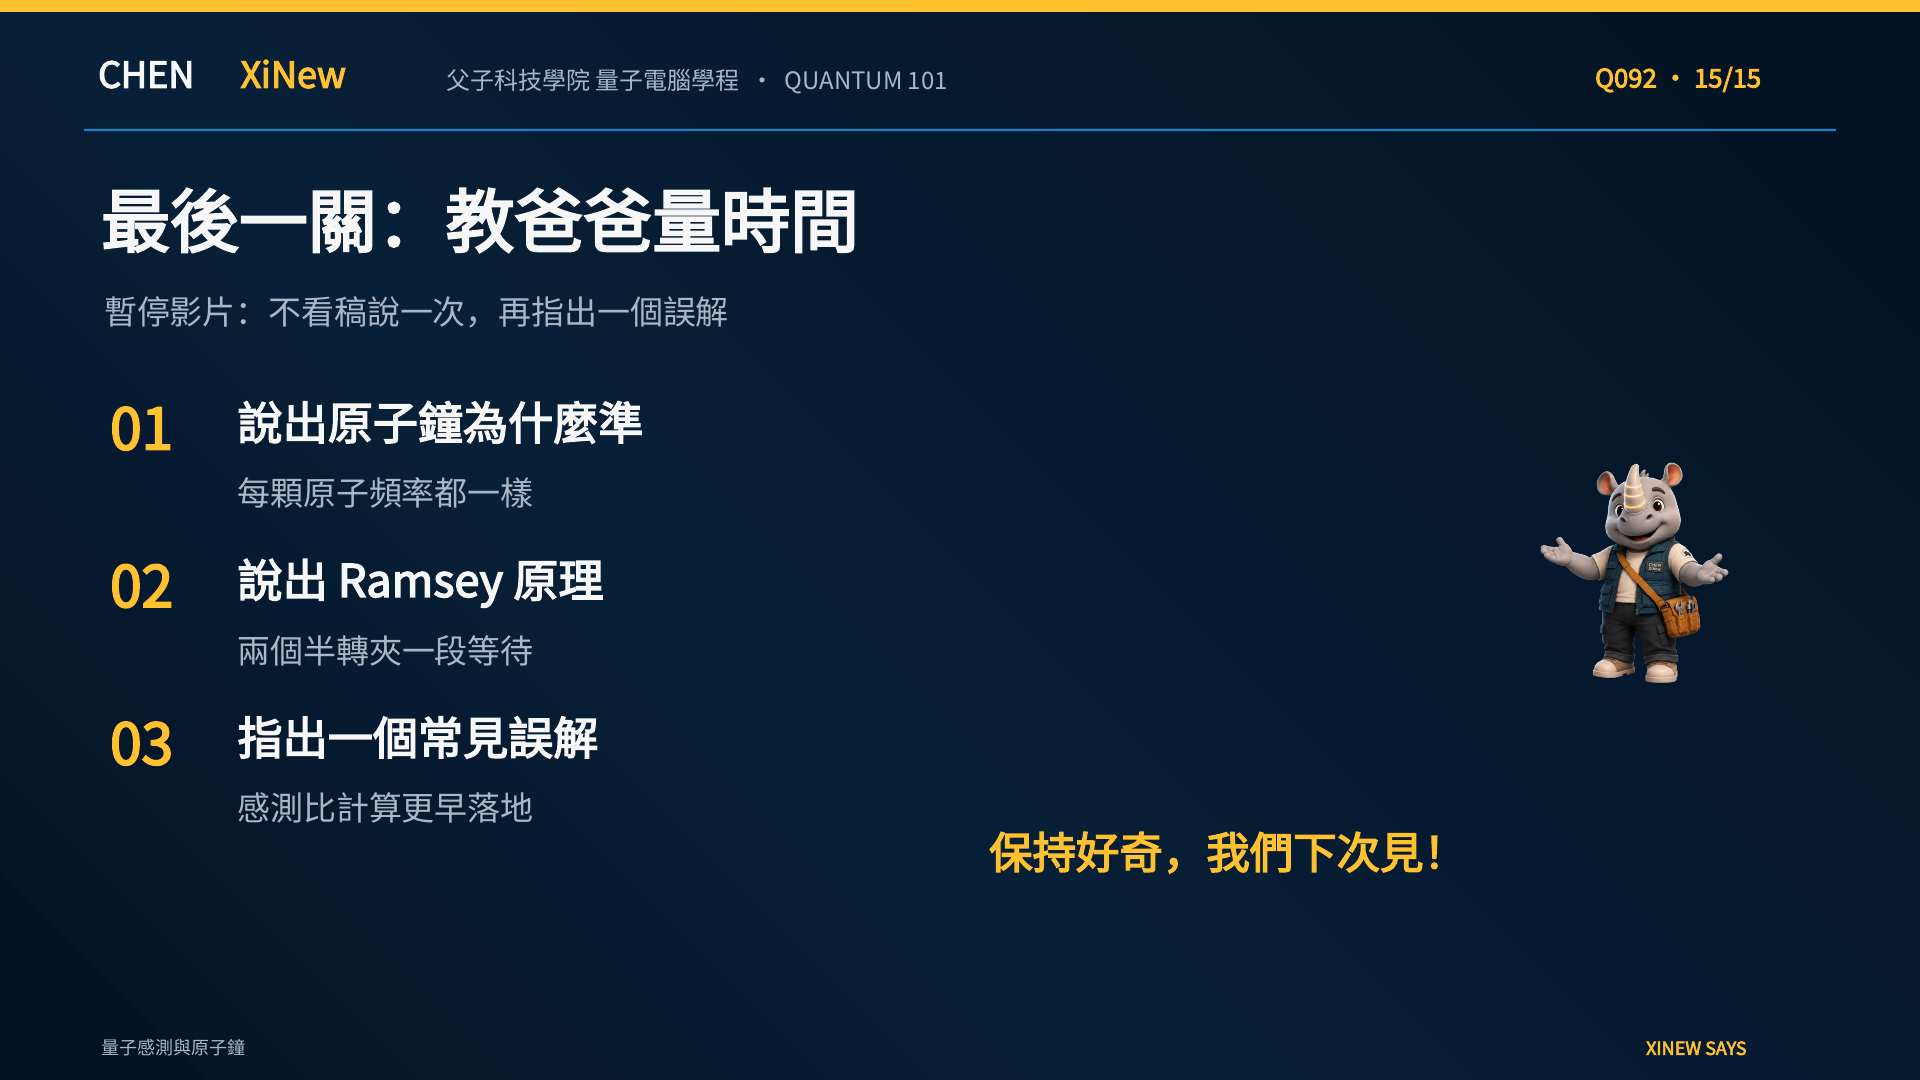 CHEN XiNew 父子科技學院 量子電腦學程 • QUANTUM 101 Q092 • 15/15
最後一關：教爸爸量時間
暫停影片：不看稿說一次，再指出一個誤解
01 說出原子鐘為什麼準
每顆原子頻率都一樣
02 說出 Ramsey 原理
兩個半轉夾一段等待
03 指出一個常見誤解
感測比計算更早落地
保持好奇，我們下次見！
量子感測與原子鐘 XINEW SAYS